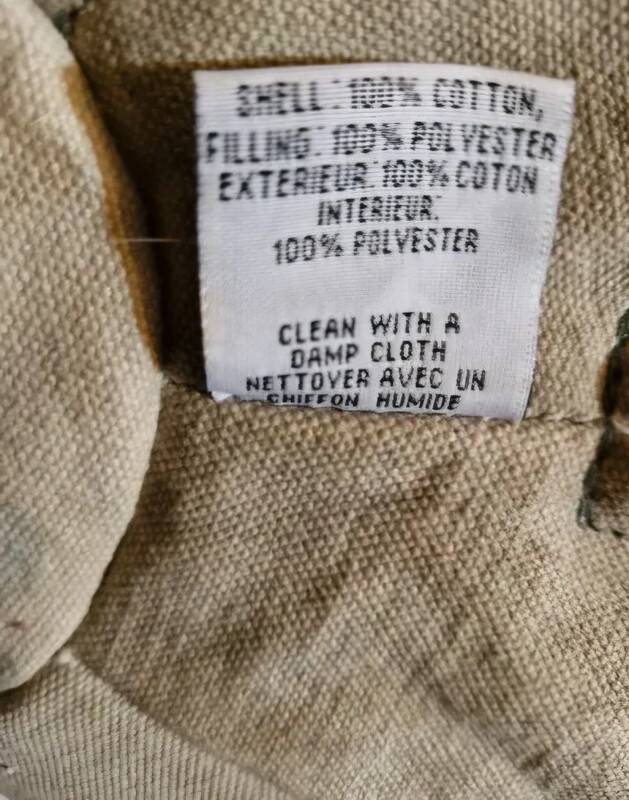 SHELL: 100% COTTON,
FILLING: 100% POLYESTER
EXTERIEUR: 100% COTON
INTERIEUR:
100% POLYESTER
CLEAN WITH A
DAMP CLOTH
NETTOYER AVEC UN
CHIFFON HUMIDE